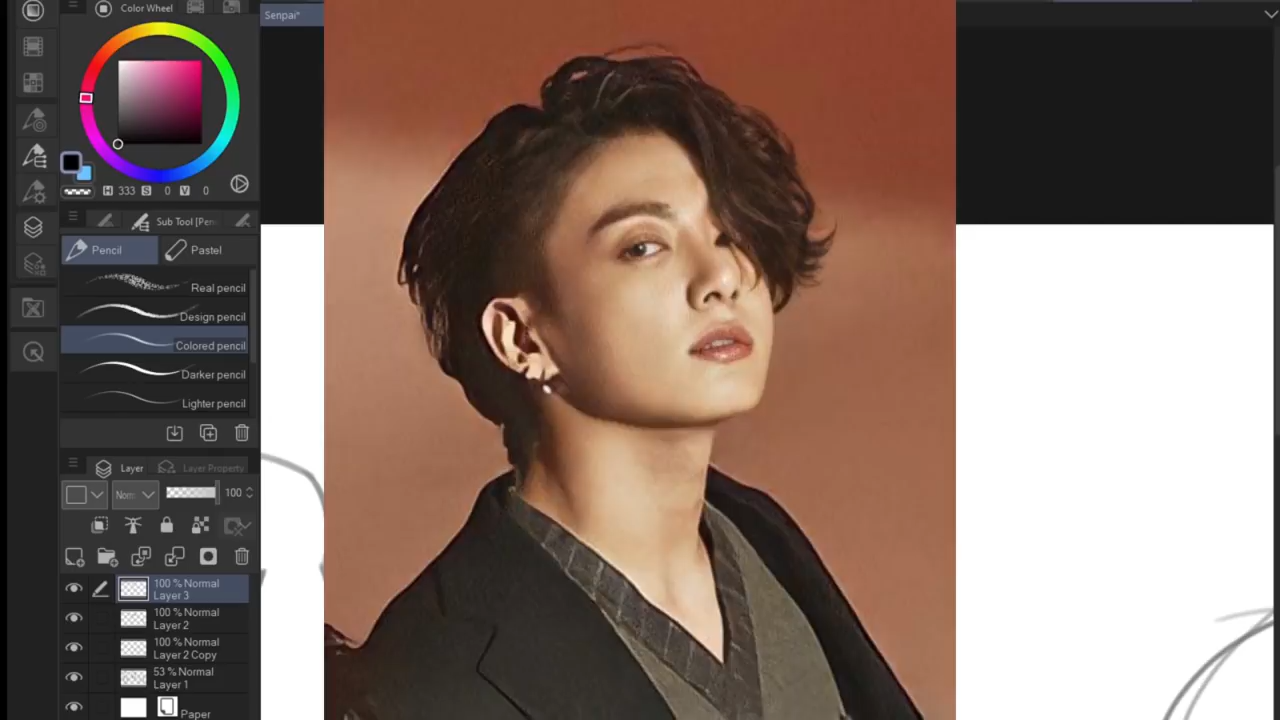 Color Wheel
Senpai*
H 333 S 0 V 0
Sub Tool [Pen
Pencil
Pastel
Real pencil
Design pencil
Colored pencil
Darker pencil
Lighter pencil
Layer
Layer Property
Norr
100
100 % Normal
Layer 3
100 % Normal
Layer 2
100 % Normal
Layer 2 Copy
53 % Normal
Layer 1
Paper